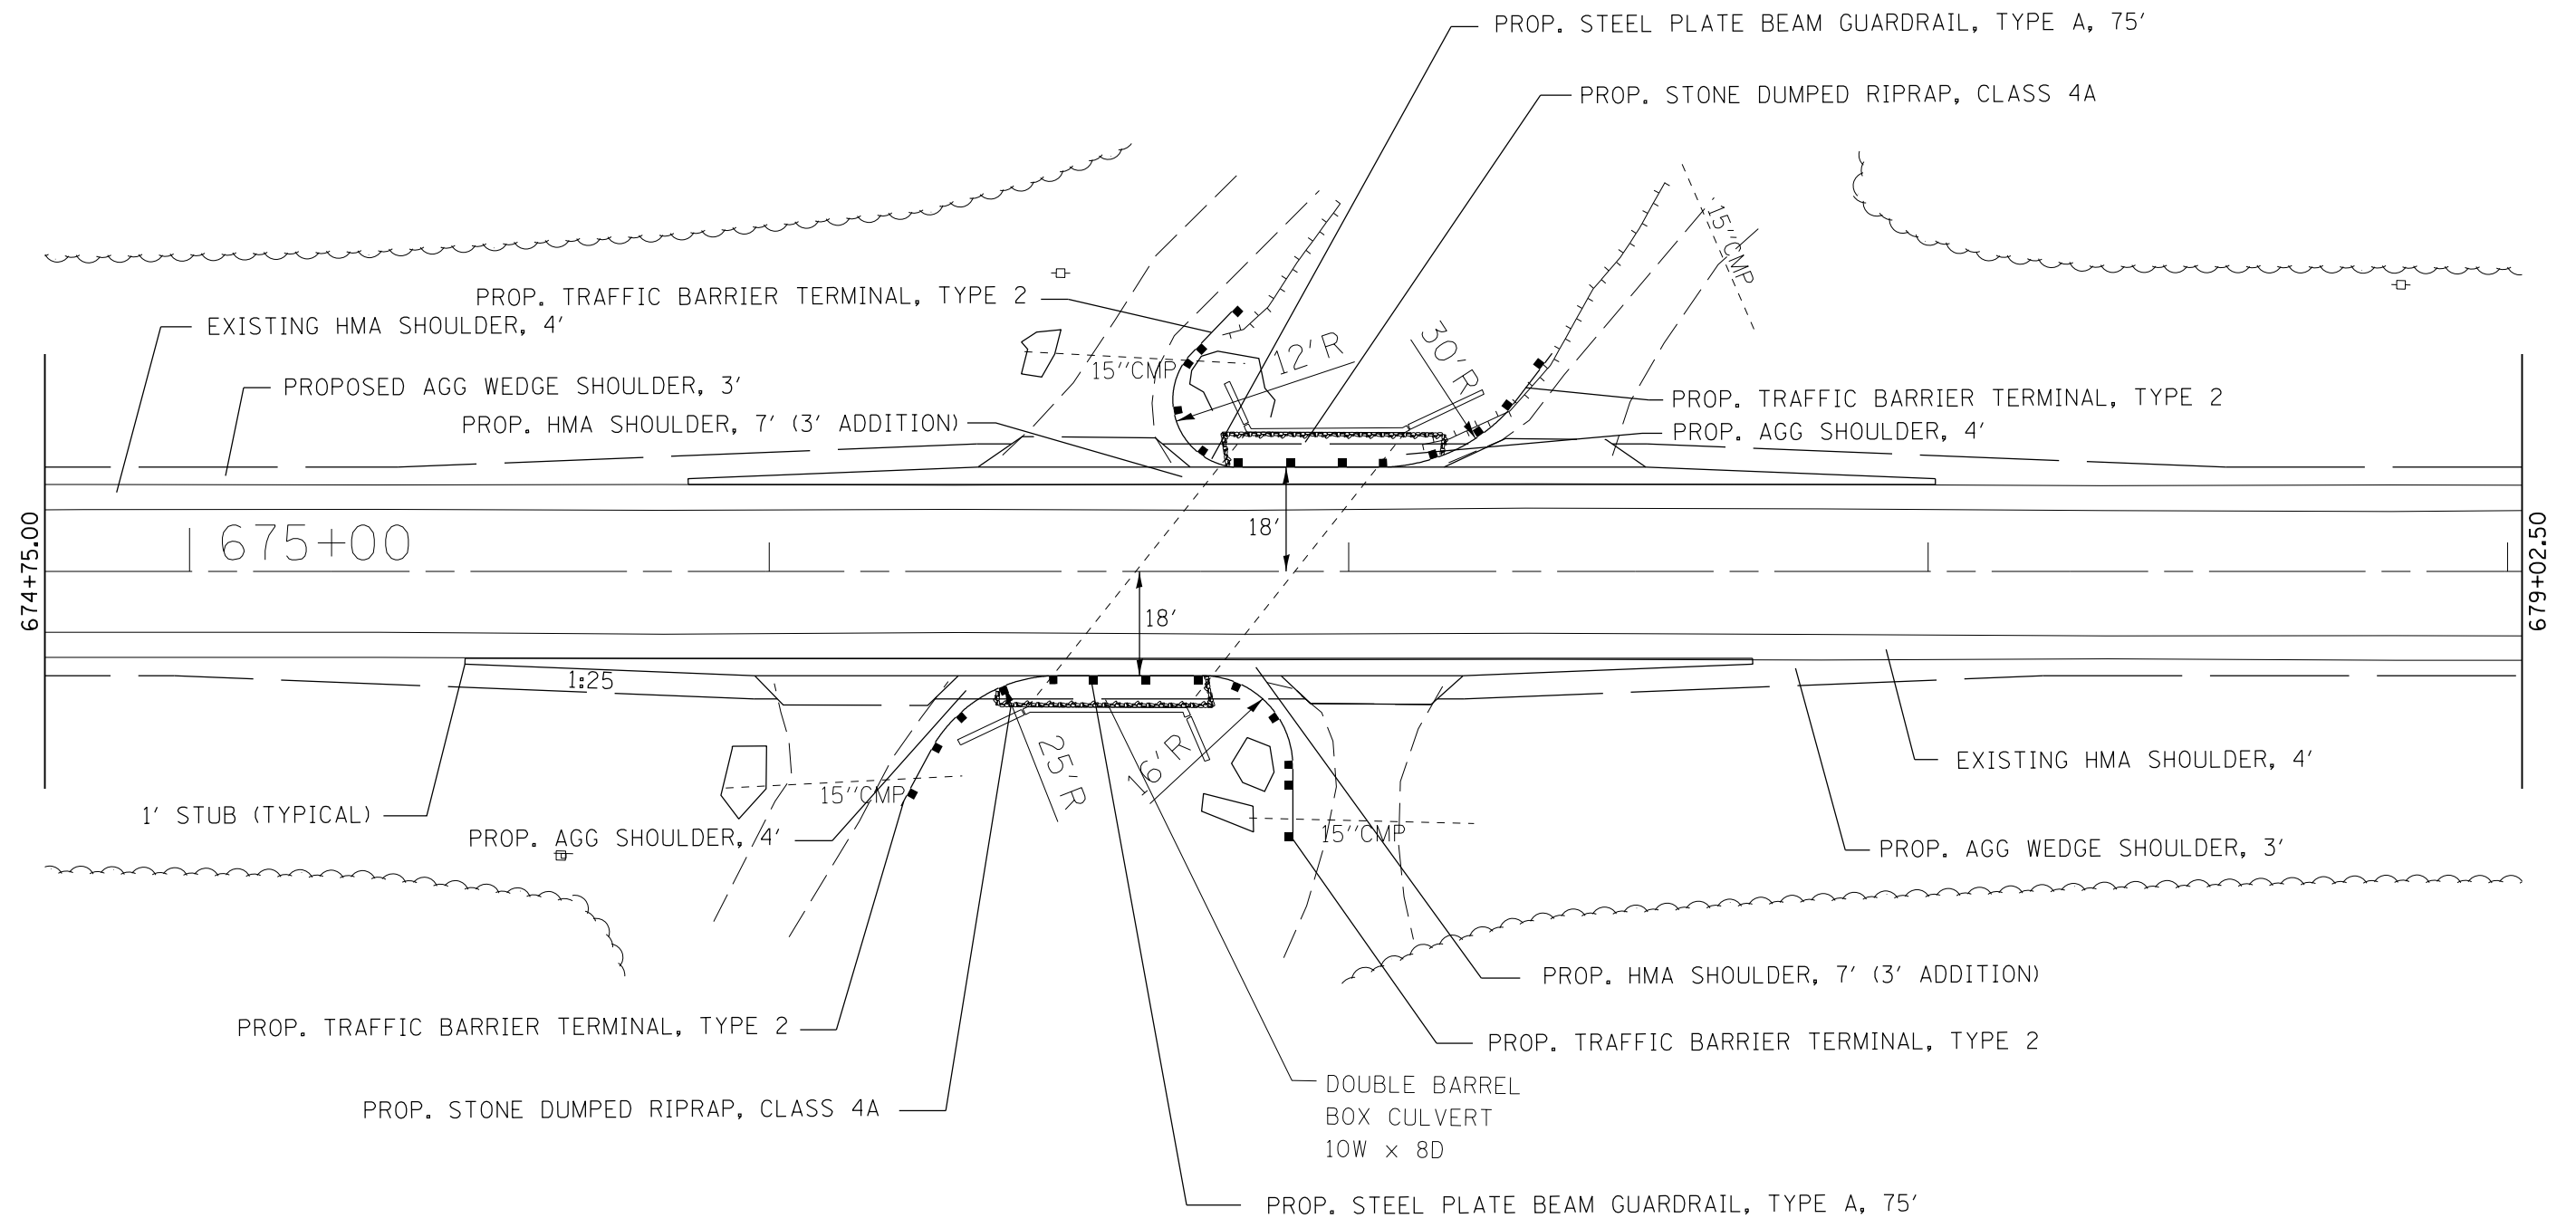 PROP. STEEL PLATE BEAM GUARDRAIL, TYPE A, 75'
PROP. STONE DUMPED RIPRAP, CLASS 4A
15"CMP
PROP. TRAFFIC BARRIER TERMINAL, TYPE 2
EXISTING HMA SHOULDER, 4'
12'R
30'R
15"CMP
PROPOSED AGG WEDGE SHOULDER, 3'
PROP. TRAFFIC BARRIER TERMINAL, TYPE 2
PROP. HMA SHOULDER, 7' (3' ADDITION)
PROP. AGG SHOULDER, 4'
674+75.00
675+00
18'
679+02.50
18'
1:25
25'R
16'R
EXISTING HMA SHOULDER, 4'
15"CMP
1' STUB (TYPICAL)
15"CMP
PROP. AGG SHOULDER, 4'
PROP. AGG WEDGE SHOULDER, 3'
PROP. HMA SHOULDER, 7' (3' ADDITION)
PROP. TRAFFIC BARRIER TERMINAL, TYPE 2
PROP. TRAFFIC BARRIER TERMINAL, TYPE 2
DOUBLE BARREL
BOX CULVERT
10W x 8D
PROP. STONE DUMPED RIPRAP, CLASS 4A
PROP. STEEL PLATE BEAM GUARDRAIL, TYPE A, 75'